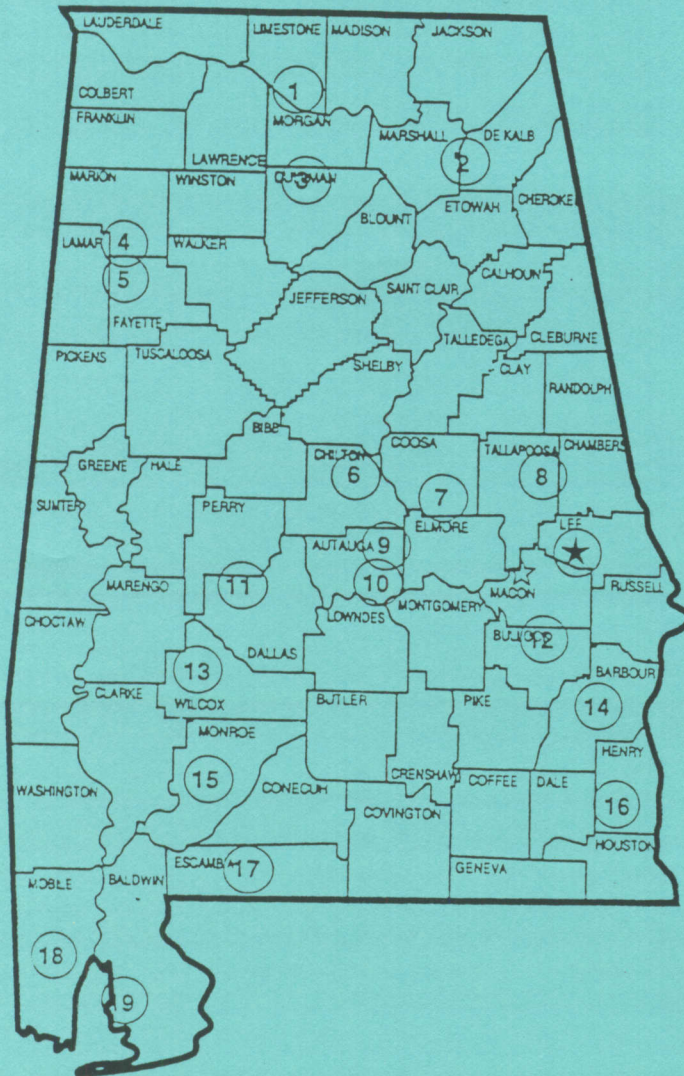 LAUDERDALE LIMESTONE MADISON JACKSON
COLBERT 1
FRANKLIN MORGAN MARSHALL DE KALB
LAWRENCE 2
MARION WINSTON 3 CHEROKE
BLOUNT ETOWAH
LAMAR 4 WALKER
5 JEFFERSON SAINT CLAIR CALHOUN
FAYETTE TALLEDEGA CLEBURNE
PICKENS TUSCALOOSA SHELBY CLAY
RANDOLPH
BIBB
GREENE HALE CHILTON COOSA TALLAPOOSA CHAMBERS
6 7 8
SUMTER PERRY ELMORE LEE
AUTAUGA 9
MARENGO 11 10 MACON RUSSELL
CHOCTAW LOWNDES MONTGOMERY
DALLAS 12
13 BARBOUR
CLARKE WILCOX BUTLER PIKE 14
MONROE HENRY
15 CONECUH CRENSHAW COFFEE DALE
WASHINGTON COVINGTON 16
HOUSTON
ESCAMBIA 17 GENEVA
MOBILE BALDWIN
18
19